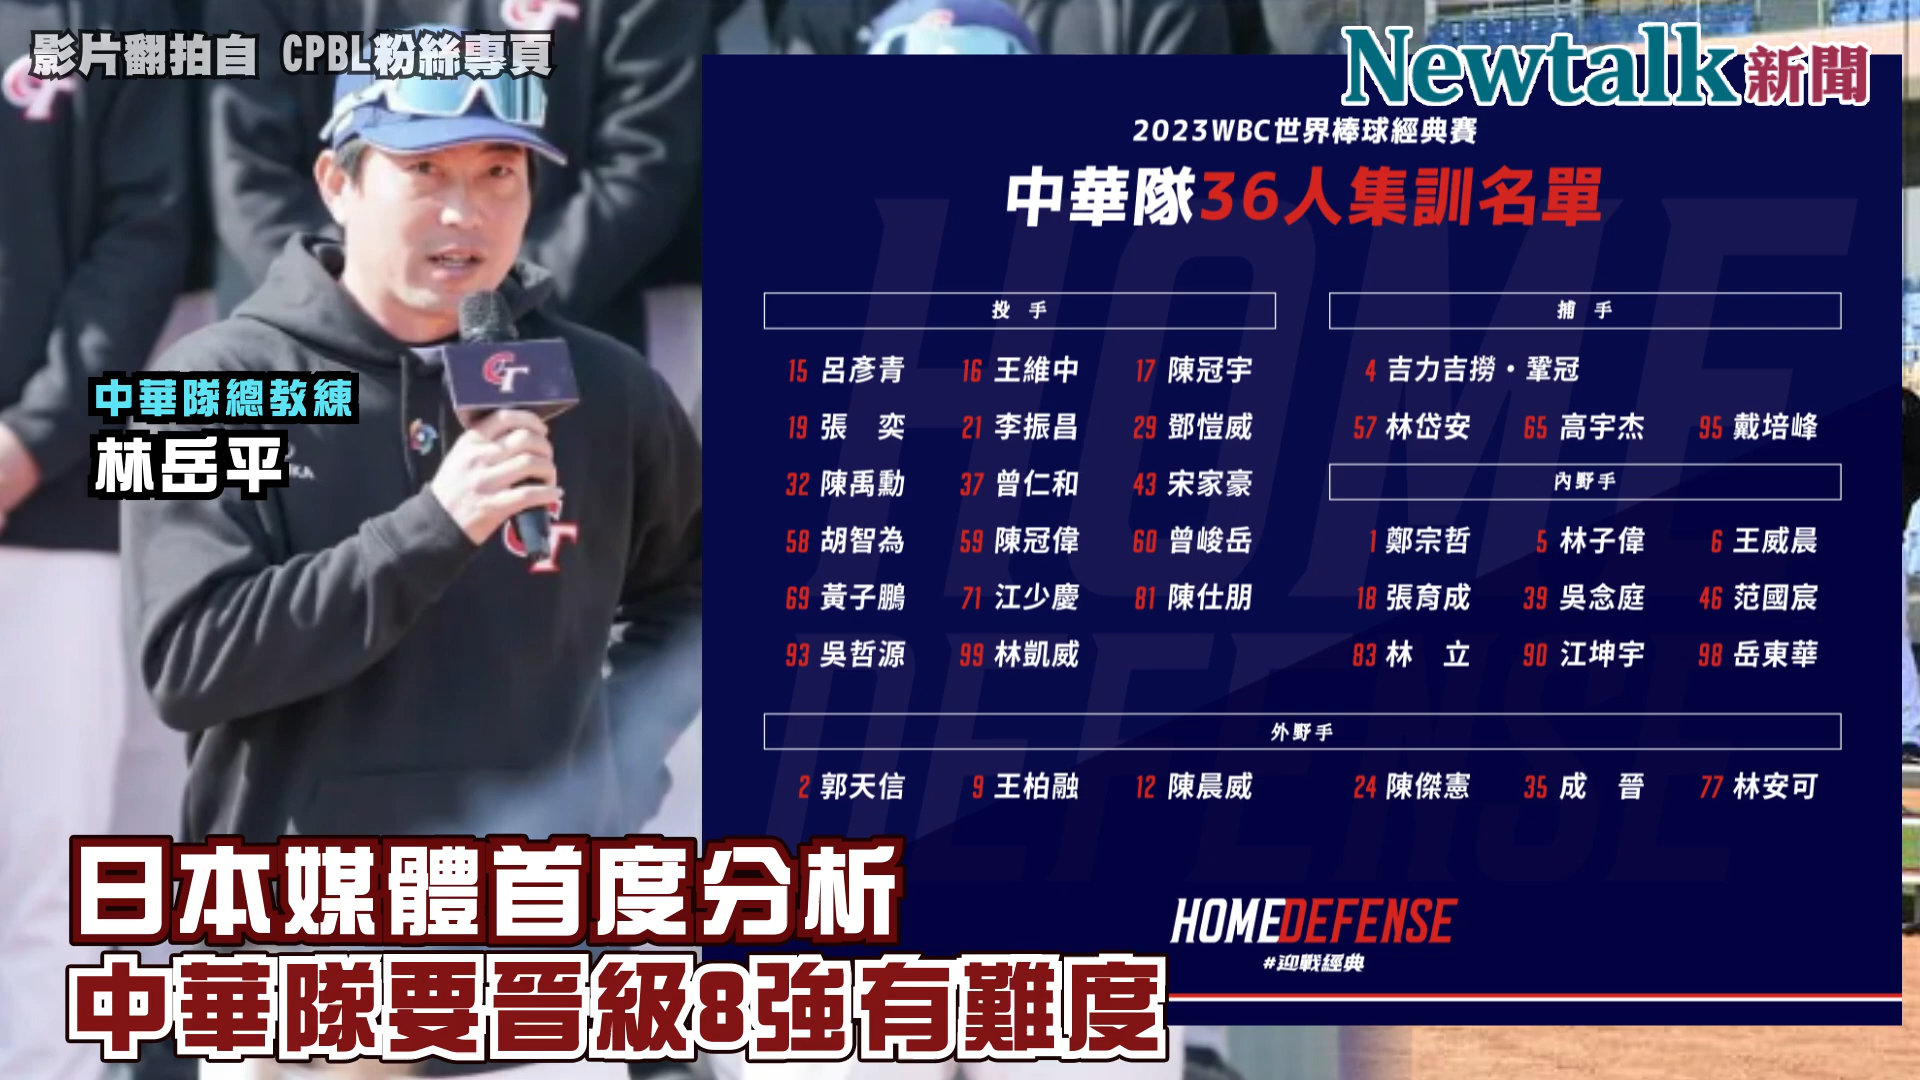 影片翻拍自 CPBL粉絲專頁
Newtalk新聞
2023WBC世界棒球經典賽
中華隊36人集訓名單
投手
15 呂彥青 16 王維中 17 陳冠宇
19 張 奕 21 李振昌 29 鄧愷威
32 陳禹勳 37 曾仁和 43 宋家豪
58 胡智為 59 陳冠偉 60 曾峻岳
69 黃子鵬 71 江少慶 81 陳仕朋
93 吳哲源 99 林凱威
捕手
4 吉力吉撈・鞏冠
57 林岱安 65 高宇杰 95 戴培峰
內野手
1 鄭宗哲 5 林子偉 6 王威晨
18 張育成 39 吳念庭 46 范國宸
83 林 立 90 江坤宇 98 岳東華
外野手
2 郭天信 9 王柏融 12 陳晨威 24 陳傑憲 35 成 晉 77 林安可
HOMEDEFENSE
#迎戰經典
HOME
DEFENSE
中華隊總教練
林岳平
CT
CT
日本媒體首度分析
中華隊要晉級8強有難度